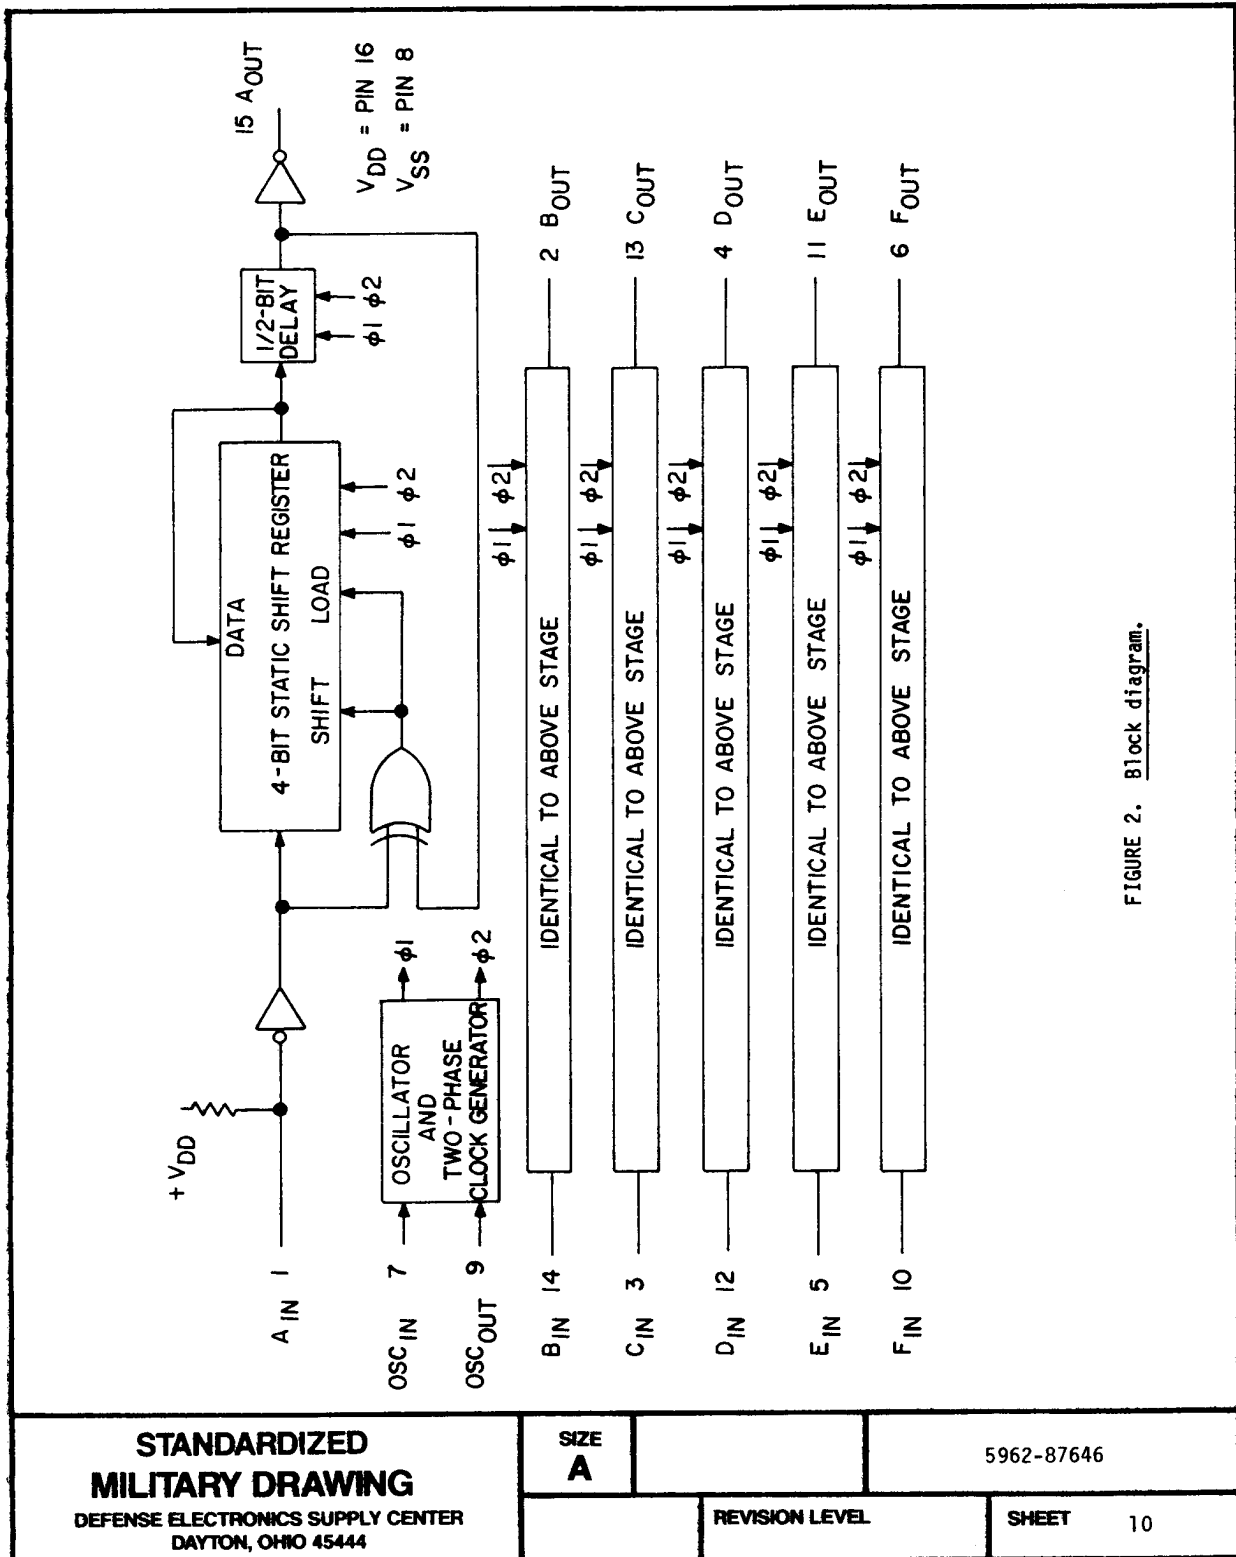 + VDD
A IN 1
15 AOUT
VDD = PIN 16
VSS = PIN 8
DATA
4-BIT STATIC SHIFT REGISTER
SHIFT LOAD
ϕ1 ϕ2
1/2-BIT
DELAY
ϕ1 ϕ2
OSCIN 7
OSCOUT 9
OSCILLATOR
AND
TWO-PHASE
CLOCK GENERATOR
ϕ1
ϕ2
ϕ1 ϕ2
BIN 14
IDENTICAL TO ABOVE STAGE
2 BOUT
ϕ1 ϕ2
CIN 3
IDENTICAL TO ABOVE STAGE
13 COUT
ϕ1 ϕ2
DIN 12
IDENTICAL TO ABOVE STAGE
4 DOUT
ϕ1 ϕ2
EIN 5
IDENTICAL TO ABOVE STAGE
11 EOUT
ϕ1 ϕ2
FIN 10
IDENTICAL TO ABOVE STAGE
6 FOUT
FIGURE 2. Block diagram.
STANDARDIZED
MILITARY DRAWING
DEFENSE ELECTRONICS SUPPLY CENTER
DAYTON, OHIO 45444
SIZE
A
5962-87646
REVISION LEVEL
SHEET 10